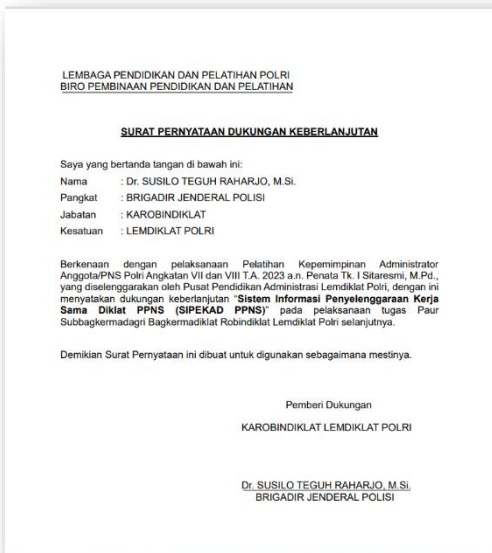 LEMBAGA PENDIDIKAN DAN PELATIHAN POLRI
BIRO PEMBINAAN PENDIDIKAN DAN PELATIHAN
SURAT PERNYATAAN DUKUNGAN KEBERLANJUTAN
Saya yang bertanda tangan di bawah ini:
Nama : Dr. SUSILO TEGUH RAHARJO, M.Si.
Pangkat : BRIGADIR JENDERAL POLISI
Jabatan : KAROBINDIKLAT
Kesatuan : LEMDIKLAT POLRI
Berkenaan dengan pelaksanaan Pelatihan Kepemimpinan Administrator
Anggota/PNS Polri Angkatan VII dan VIII T.A. 2023 a.n. Penata Tk. I Sitaresmi, M.Pd.,
yang diselenggarakan oleh Pusat Pendidikan Administrasi Lemdiklat Polri, dengan ini
menyatakan dukungan keberlanjutan “Sistem Informasi Penyelenggaraan Kerja
Sama Diklat PPNS (SIPEKAD PPNS)” pada pelaksanaan tugas Paur
Subbagkermadagri Bagkermadiklat Robindiklat Lemdiklat Polri selanjutnya.
Demikian Surat Pernyataan ini dibuat untuk digunakan sebagaimana mestinya.
Pemberi Dukungan
KAROBINDIKLAT LEMDIKLAT POLRI
Dr. SUSILO TEGUH RAHARJO, M.Si.
BRIGADIR JENDERAL POLISI